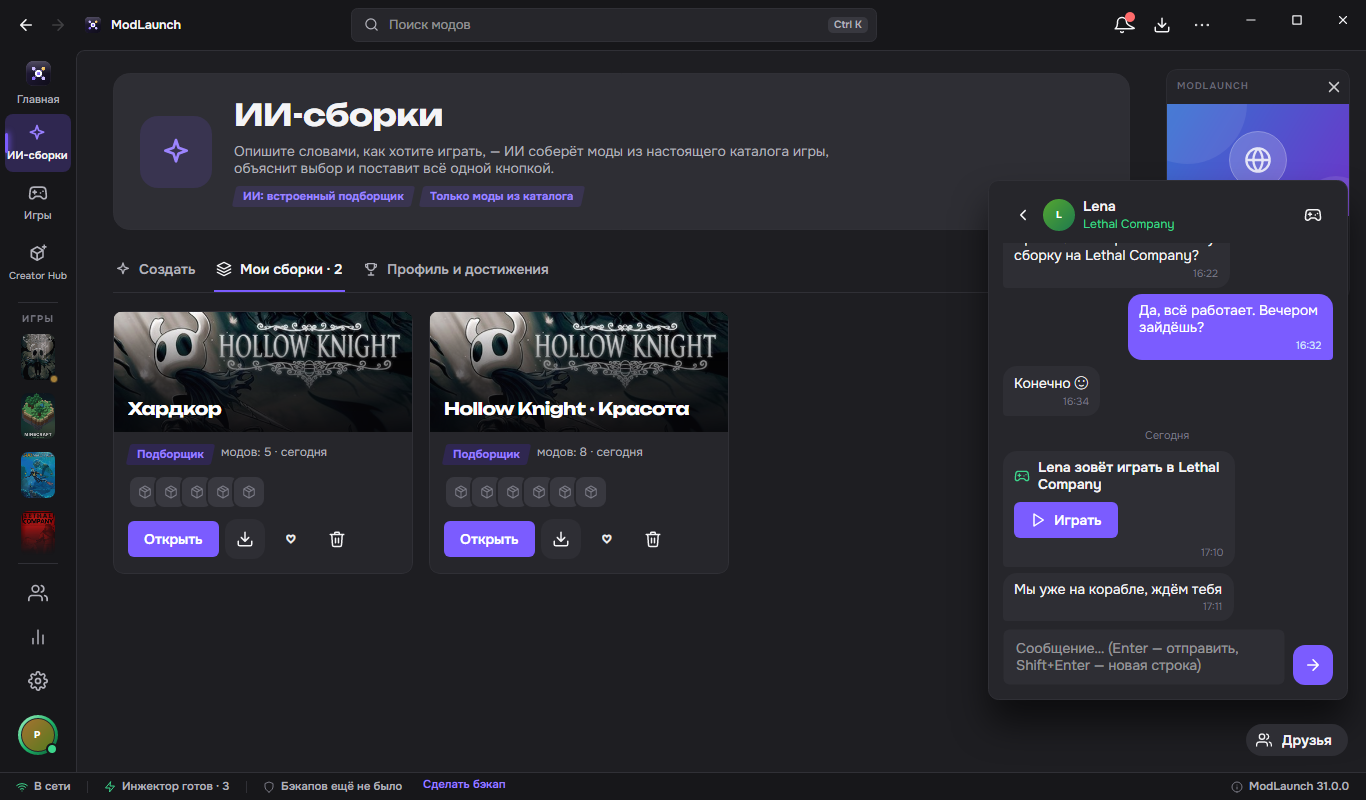 ModLaunch
Поиск модов
Ctrl K
Главная
ИИ-сборки
Игры
Creator Hub
ИГРЫ
MINECRAFT
LETHAL
COMPANY
P
ИИ-сборки
Опишите словами, как хотите играть, — ИИ соберёт моды из настоящего каталога игры,
объяснит выбор и поставит всё одной кнопкой.
ИИ: встроенный подборщик
Только моды из каталога
Создать
Мои сборки · 2
Профиль и достижения
HOLLOW KNIGHT
Хардкор
Подборщик
модов: 5 · сегодня
Открыть
HOLLOW KNIGHT
Hollow Knight · Красота
Подборщик
модов: 8 · сегодня
Открыть
MODLAUNCH
L
Lena
Lethal Company
сборку на Lethal Company?
16:22
Да, всё работает. Вечером
зайдёшь?
16:32
Конечно 🙂
16:34
Сегодня
Lena зовёт играть в Lethal
Company
Играть
17:10
Мы уже на корабле, ждём тебя
17:11
Сообщение... (Enter — отправить,
Shift+Enter — новая строка)
Друзья
В сети
Инжектор готов · 3
Бэкапов ещё не было
Сделать бэкап
ModLaunch 31.0.0